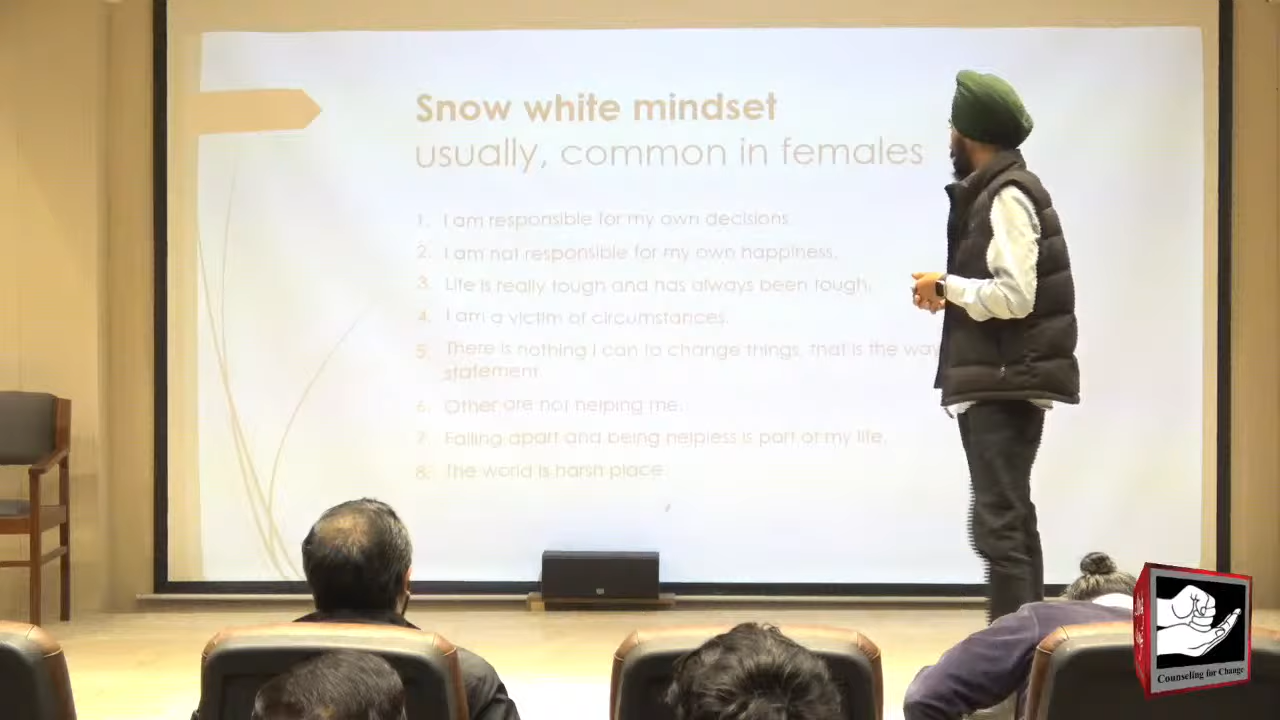 Snow white mindset
usually, common in females
1. I am responsible for my own decisions.
2. I am not responsible for my own happiness.
3. Life is really tough and has always been tough.
4. I am a victim of circumstances.
5. There is nothing I can to change things, that is the way
statement.
6. Other are not helping me.
7. Falling apart and being helpless is part of my life.
8. The world is harsh place.
Counseling for Change